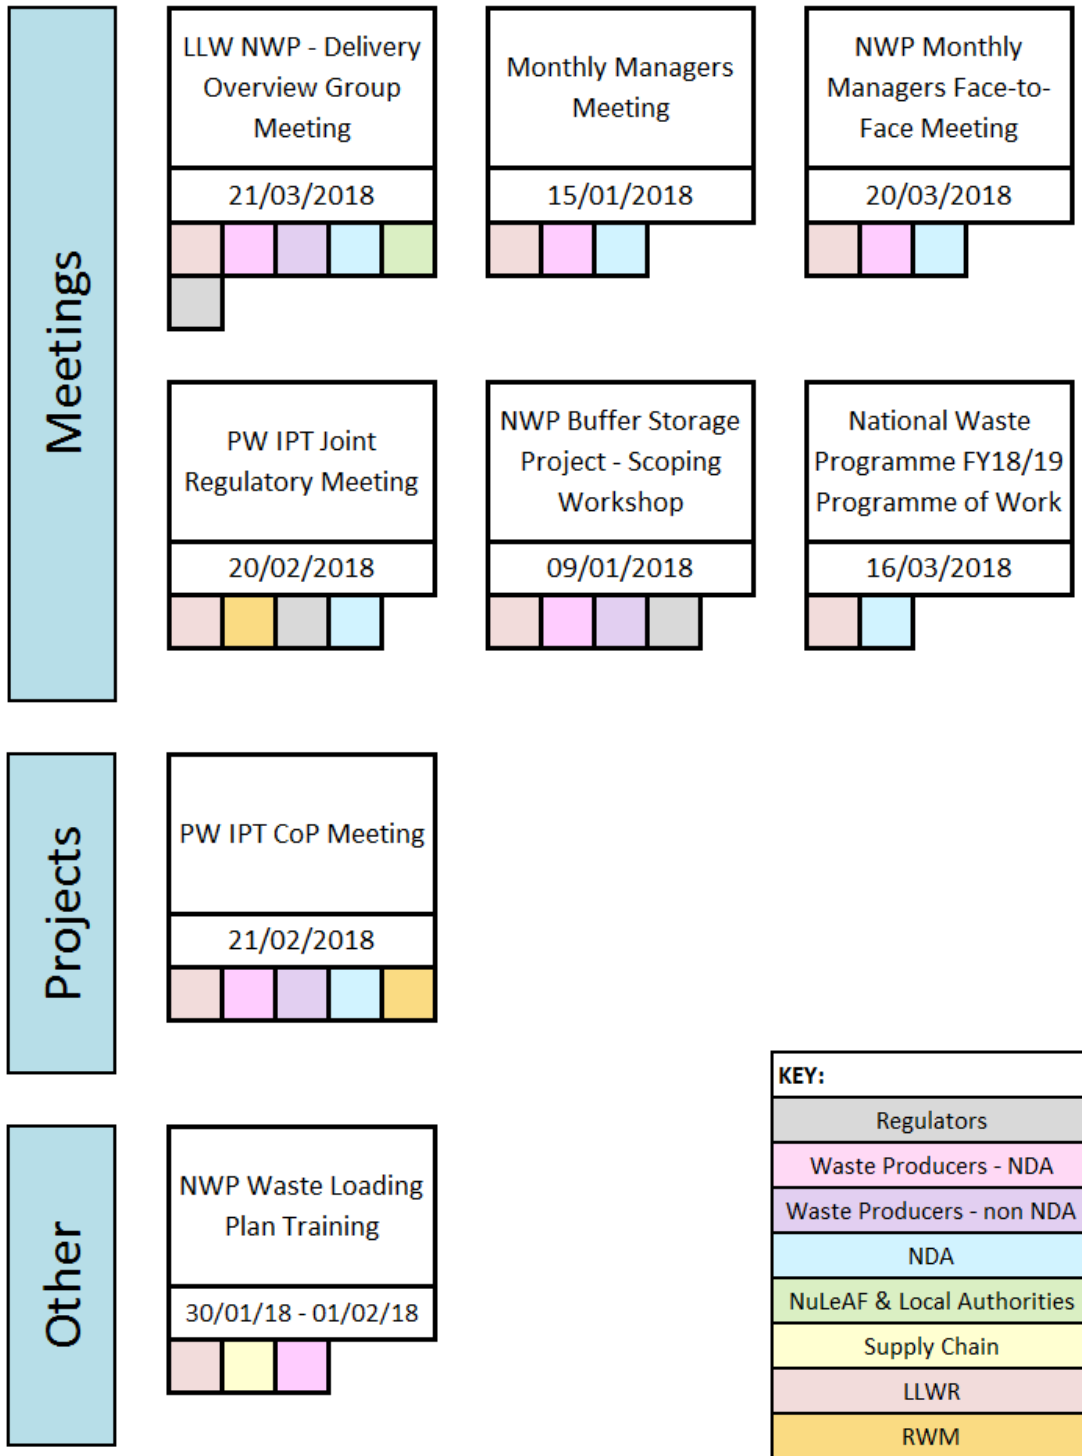 Meetings
LLW NWP - Delivery
Overview Group
Meeting
21/03/2018
Monthly Managers
Meeting
15/01/2018
NWP Monthly
Managers Face-to-
Face Meeting
20/03/2018
PW IPT Joint
Regulatory Meeting
20/02/2018
NWP Buffer Storage
Project - Scoping
Workshop
09/01/2018
National Waste
Programme FY18/19
Programme of Work
16/03/2018
Projects
PW IPT CoP Meeting
21/02/2018
Other
NWP Waste Loading
Plan Training
30/01/18 - 01/02/18
KEY:
Regulators
Waste Producers - NDA
Waste Producers - non NDA
NDA
NuLeAF & Local Authorities
Supply Chain
LLWR
RWM